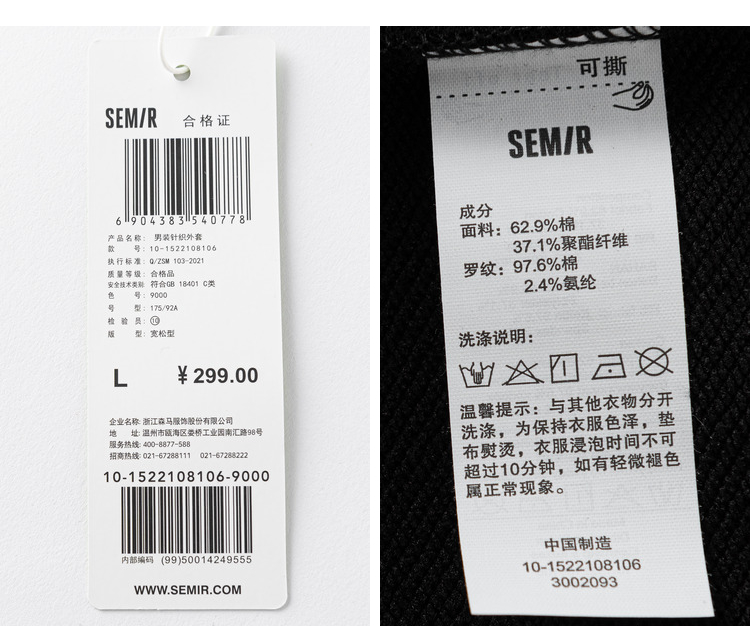 SEMIR 合格证
6 904383 540778
产品名称: 男装针织外套
款 号: 10-1522108106
执行标准: Q/ZSM 103-2021
质量等级: 合格品
安全技术类别: 符合GB 18401 C类
色 号: 9000
号 型: 175/92A
检 验 员: ⑩
版 型: 宽松型
L ¥299.00
企业名称: 浙江森马服饰股份有限公司
地 址: 温州市瓯海区娄桥工业园南汇路98号
服务热线: 400-8877-588
招商热线: 021-67288111 021-67288222
10-1522108106-9000
内部编码 (99)50014249555
WWW.SEMIR.COM
可撕
SEMIR
成分
面料: 62.9%棉
37.1%聚酯纤维
罗纹: 97.6%棉
2.4%氨纶
洗涤说明:
温馨提示: 与其他衣物分开
洗涤，为保持衣服色泽，垫
布熨烫，衣服浸泡时间不可
超过10分钟，如有轻微褪色
属正常现象。
中国制造
10-1522108106
3002093